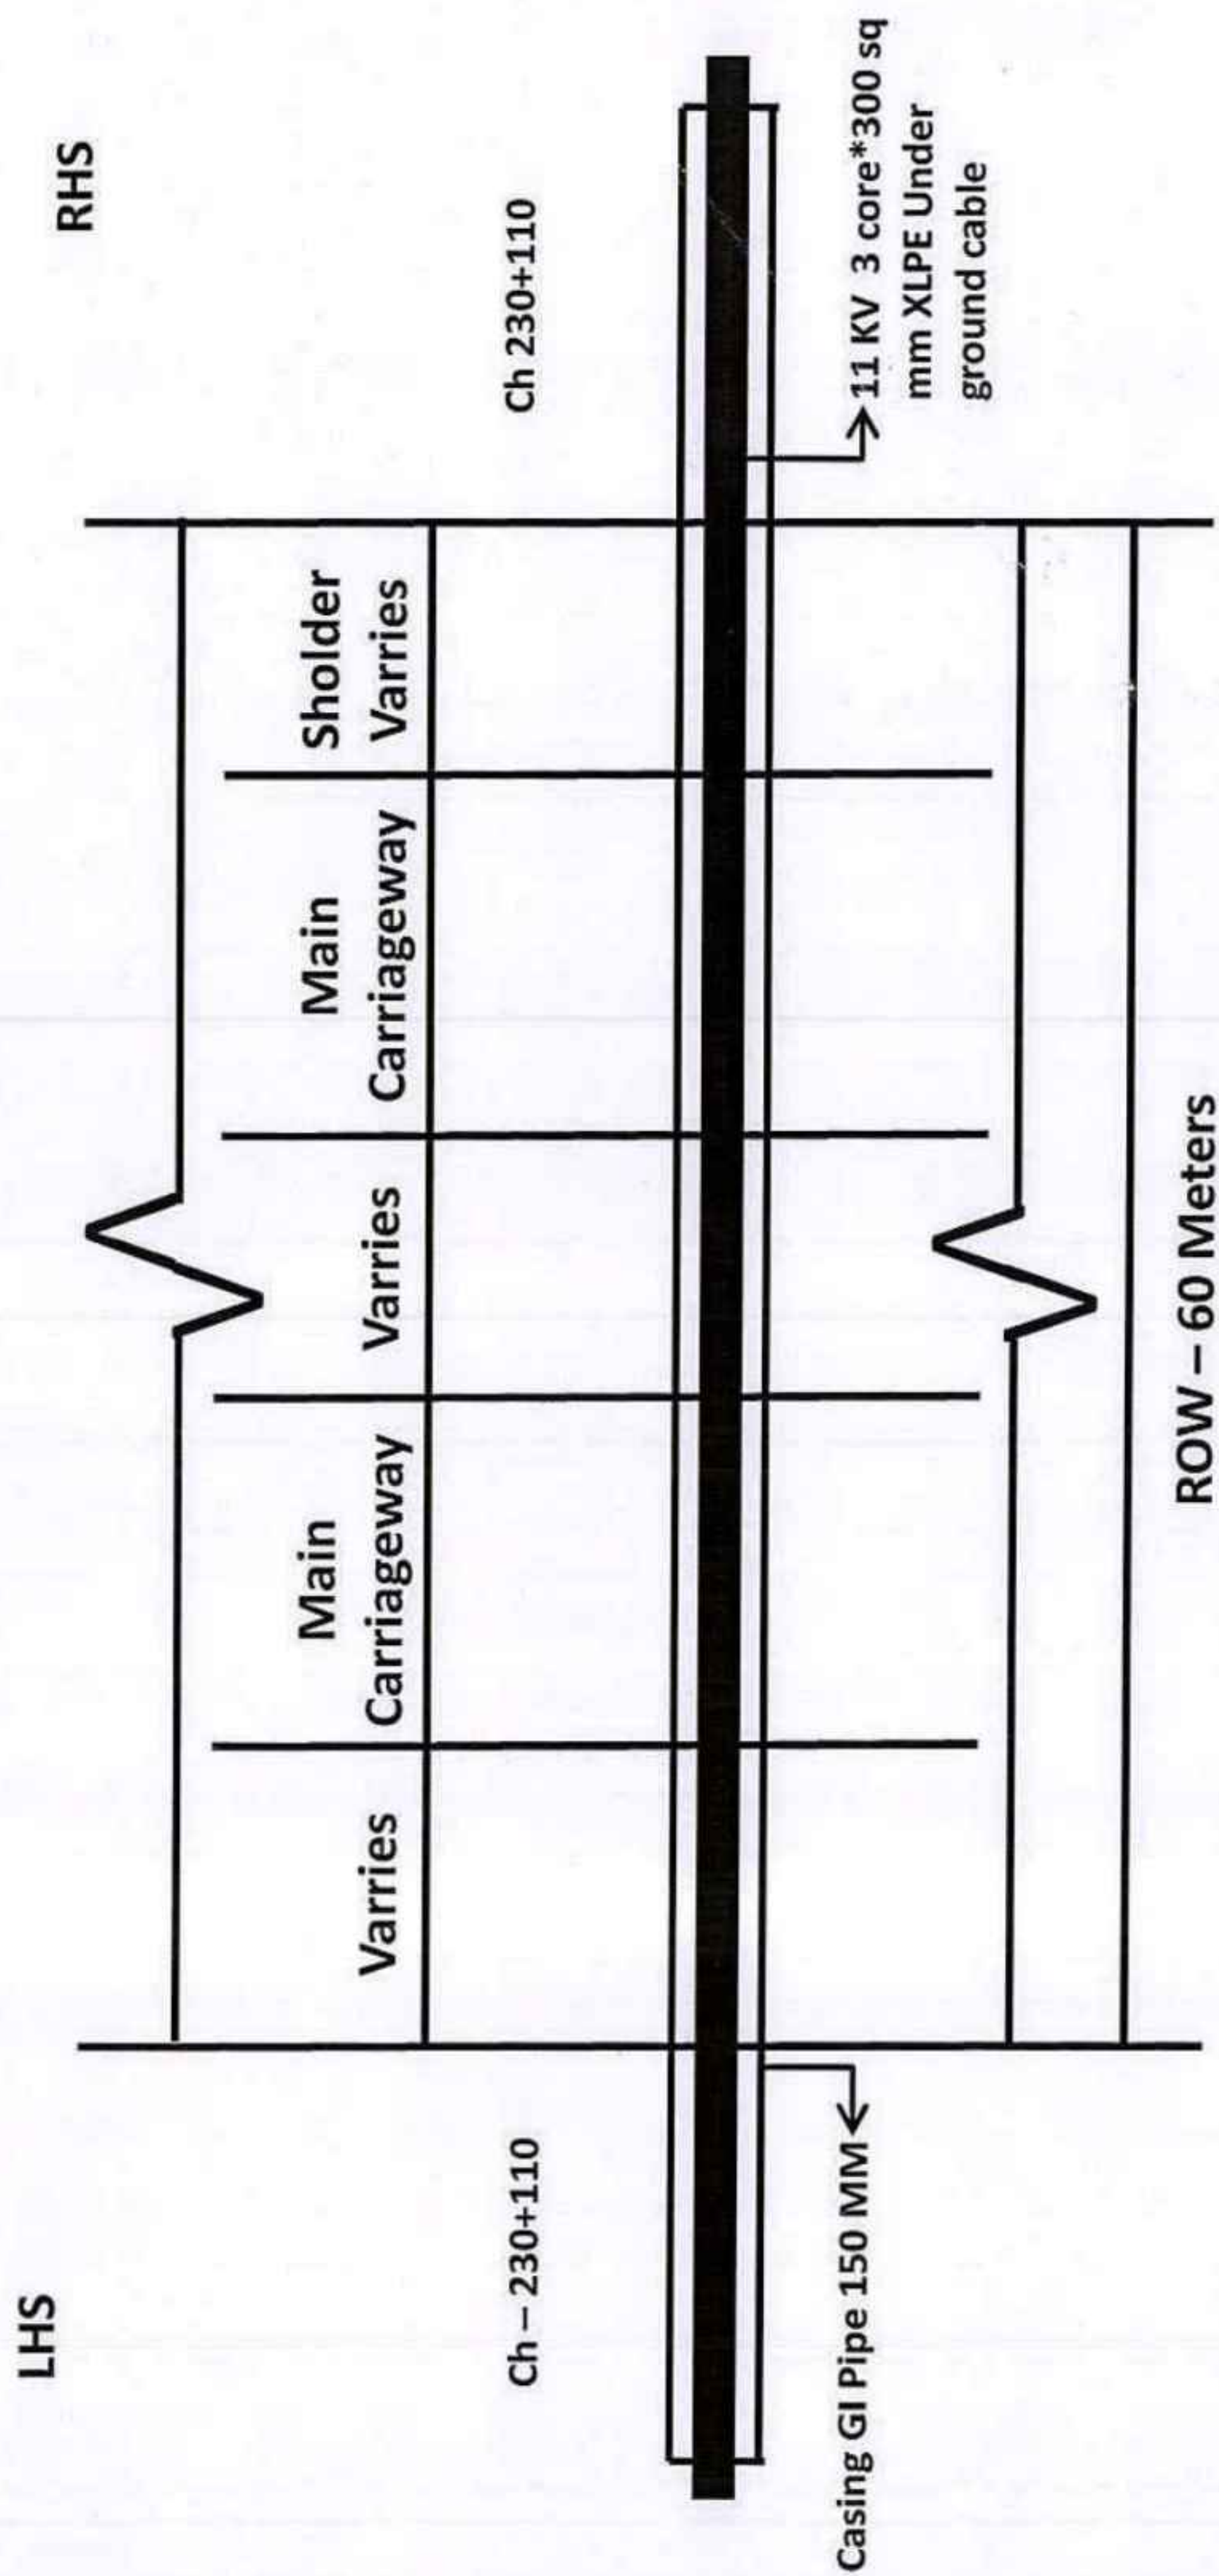 LHS
RHS
Varries
Main
Carriageway
Varries
Main
Carriageway
Sholder
Varries
Ch – 230+110
Ch 230+110
Casing GI Pipe 150 MM
11 KV 3 core*300 sq
mm XLPE Under
ground cable
ROW – 60 Meters